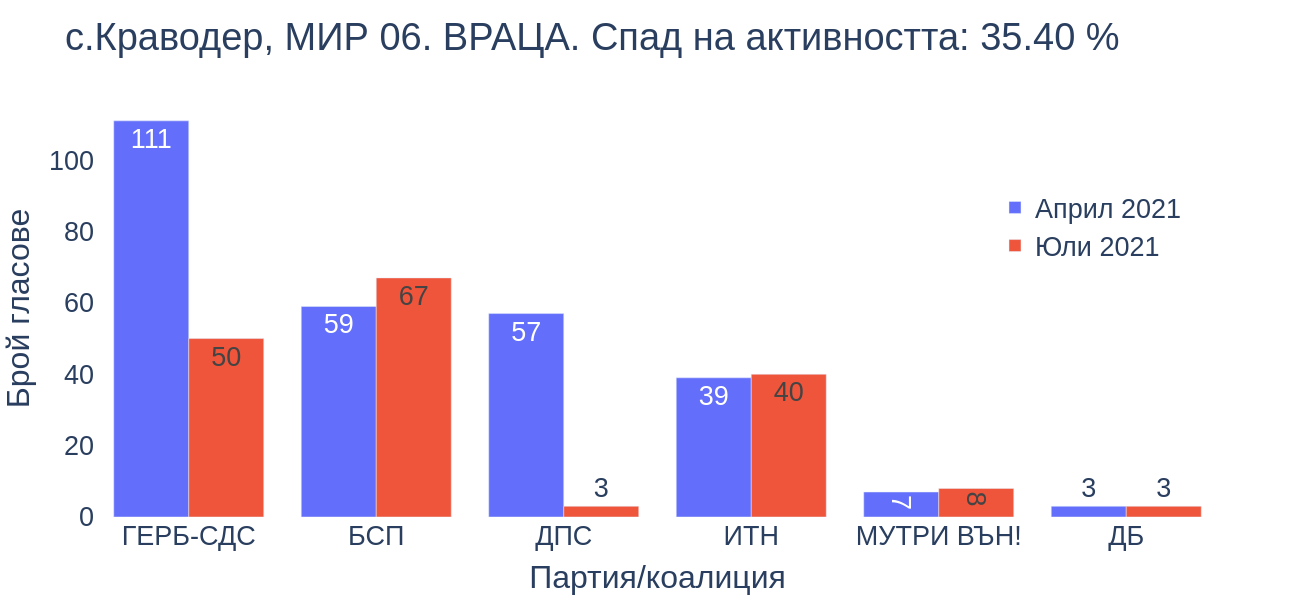 с.Краводер, МИР 06. ВРАЦА. Спад на активността: 35.40 %
Брой гласове
100
80
60
40
20
0
111
50
59
67
57
3
39
40
7
8
3
3
Април 2021
Юли 2021
ГЕРБ-СДС
БСП
ДПС
ИТН
МУТРИ ВЪН!
ДБ
Партия/коалиция